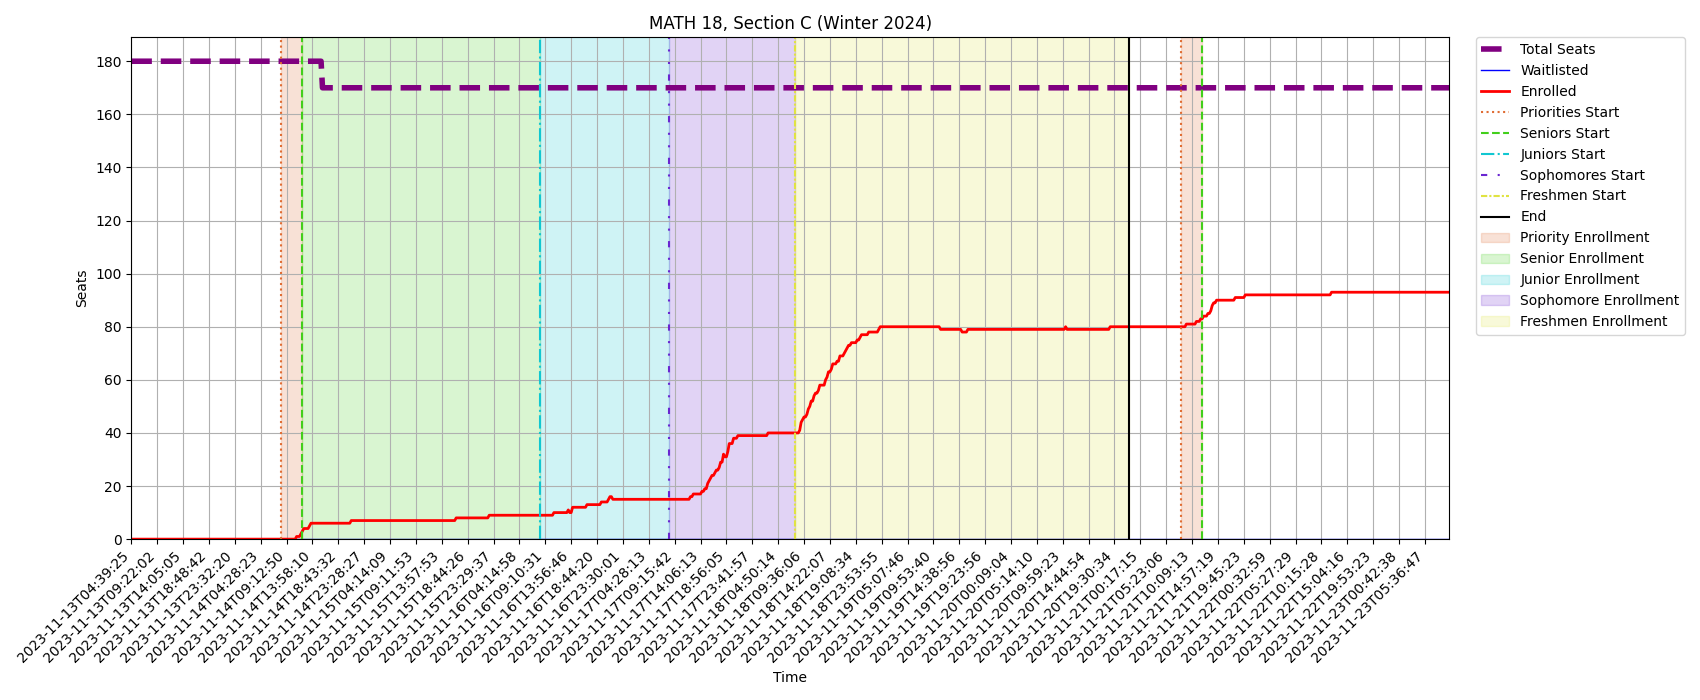 MATH 18, Section C (Winter 2024)
Seats
180
160
140
120
100
80
60
40
20
0
2023-11-13T04:39:25
2023-11-13T09:22:02
2023-11-13T14:05:05
2023-11-13T18:48:42
2023-11-13T23:32:20
2023-11-14T04:28:23
2023-11-14T09:12:50
2023-11-14T13:58:10
2023-11-14T18:43:32
2023-11-14T23:28:27
2023-11-15T04:14:09
2023-11-15T09:11:53
2023-11-15T13:57:53
2023-11-15T18:44:26
2023-11-15T23:29:37
2023-11-16T04:14:58
2023-11-16T09:10:31
2023-11-16T13:56:46
2023-11-16T18:44:20
2023-11-16T23:30:01
2023-11-17T04:28:13
2023-11-17T09:15:42
2023-11-17T14:06:13
2023-11-17T18:56:05
2023-11-17T23:41:57
2023-11-18T04:50:14
2023-11-18T09:36:06
2023-11-18T14:22:07
2023-11-18T19:08:34
2023-11-18T23:53:55
2023-11-19T05:07:46
2023-11-19T09:53:40
2023-11-19T14:38:56
2023-11-19T19:23:56
2023-11-20T00:09:04
2023-11-20T05:14:10
2023-11-20T09:59:23
2023-11-20T14:44:54
2023-11-20T19:30:34
2023-11-21T00:17:15
2023-11-21T05:23:06
2023-11-21T10:09:13
2023-11-21T14:57:19
2023-11-21T19:45:23
2023-11-22T00:32:59
2023-11-22T05:27:29
2023-11-22T10:15:28
2023-11-22T15:04:16
2023-11-22T19:53:23
2023-11-23T00:42:38
2023-11-23T05:36:47
Time
Total Seats
Waitlisted
Enrolled
Priorities Start
Seniors Start
Juniors Start
Sophomores Start
Freshmen Start
End
Priority Enrollment
Senior Enrollment
Junior Enrollment
Sophomore Enrollment
Freshmen Enrollment